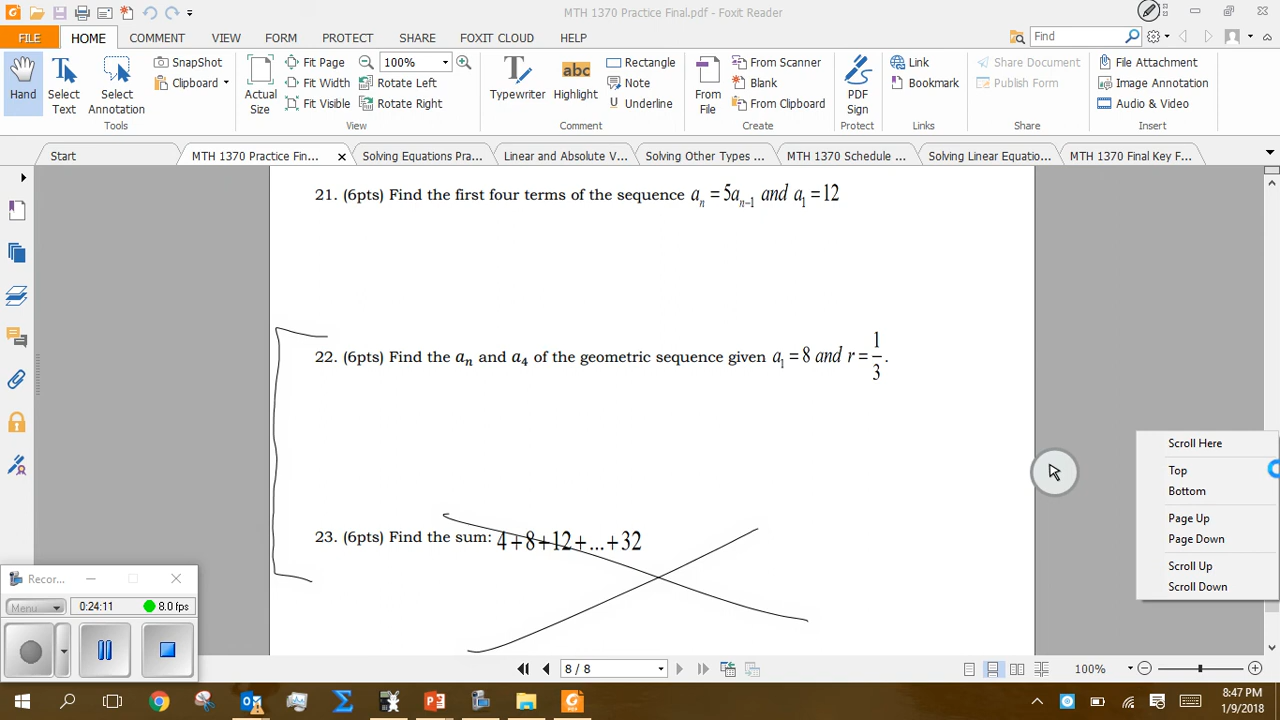 MTH 1370 Practice Final.pdf - Foxit Reader
FILE HOME COMMENT VIEW FORM PROTECT SHARE FOXIT CLOUD HELP Find
Hand
Select Text
Select Annotation
SnapShot
Clipboard
Tools
Actual Size
Fit Page
Fit Width
Fit Visible
100%
Rotate Left
Rotate Right
View
Typewriter
Highlight
Rectangle
Note
Underline
Comment
From File
From Scanner
Blank
From Clipboard
Create
PDF Sign
Protect
Link
Bookmark
Links
Share Document
Publish Form
Share
File Attachment
Image Annotation
Audio & Video
Insert
Start MTH 1370 Practice Fin... Solving Equations Pra... Linear and Absolute V... Solving Other Types ... MTH 1370 Schedule ... Solving Linear Equatio... MTH 1370 Final Key F...
21. (6pts) Find the first four terms of the sequence aₙ = 5aₙ₋₁ and a₁ = 12
22. (6pts) Find the aₙ and a₄ of the geometric sequence given a₁ = 8 and r = 1/3.
23. (6pts) Find the sum: 4+8+12+...+32
Scroll Here
Top
Bottom
Page Up
Page Down
Scroll Up
Scroll Down
Recor...
Menu 0:24:11 8.0 fps
8 / 8 100%
8:47 PM
1/9/2018